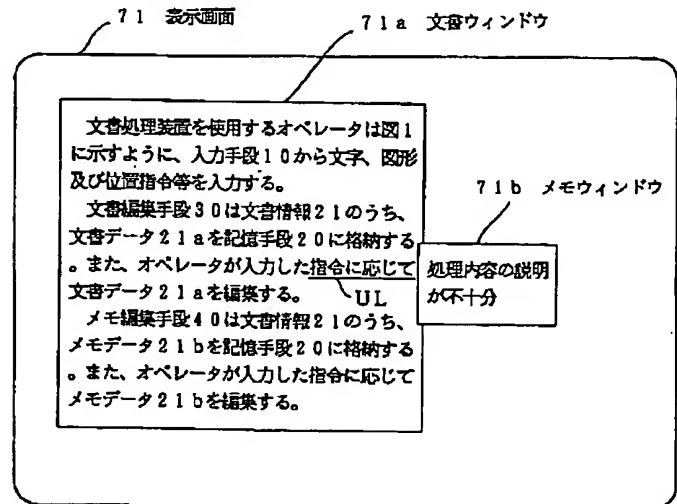 71 表示画面
71a 文書ウィンドウ
文書処理装置を使用するオペレータは図1
に示すように、入力手段10から文字、図形
及び位置指令等を入力する。
文書編集手段30は文書情報21のうち、
文書データ21aを記憶手段20に格納する
。また、オペレータが入力した指令に応じて
文書データ21aを編集する。
UL
メモ編集手段40は文書情報21のうち、
メモデータ21bを記憶手段20に格納する
。また、オペレータが入力した指令に応じて
メモデータ21bを編集する。
71b メモウィンドウ
処理内容の説明
が不十分